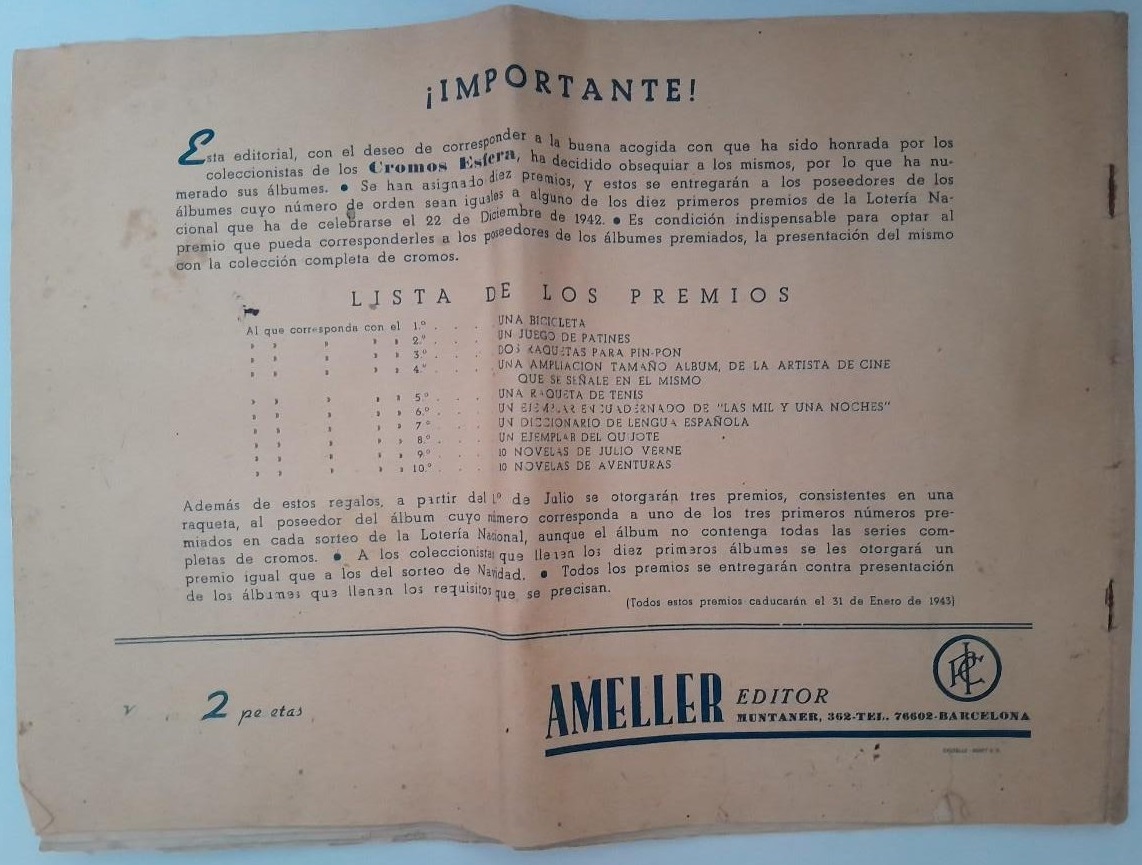 ¡IMPORTANTE!
Esta editorial, con el deseo de corresponder a la buena acogida con que ha sido honrada por los
coleccionistas de los Cromos Esfera, ha decidido obsequiar a los mismos, por lo que ha nu-
merado sus álbumes. ● Se han asignado diez premios, y estos se entregarán a los poseedores de los
álbumes cuyo número de orden sean iguales a alguno de los diez primeros premios de la Lotería Na-
cional que ha de celebrarse el 22 de Diciembre de 1942. ● Es condición indispensable para optar al
premio que pueda corresponderles a los poseedores de los álbumes premiados, la presentación del mismo
con la colección completa de cromos.
LISTA DE LOS PREMIOS
Al que corresponda con el 1.º . . . UNA BICICLETA
» » » » » 2.º . . . UN JUEGO DE PATINES
» » » » » 3.º . . . DOS RAQUETAS PARA PIN-PON
» » » » » 4.º . . . UNA AMPLIACION TAMAÑO ALBUM, DE LA ARTISTA DE CINE
QUE SE SEÑALE EN EL MISMO
» » » » » 5.º . . . UNA RAQUETA DE TENIS
» » » » » 6.º . . . UN EJEMPLAR ENCUADERNADO DE "LAS MIL Y UNA NOCHES"
» » » » » 7.º . . . UN DICCIONARIO DE LENGUA ESPAÑOLA
» » » » » 8.º . . . UN EJEMPLAR DEL QUIJOTE
» » » » » 9.º . . . 10 NOVELAS DE JULIO VERNE
» » » » » 10.º . . . 10 NOVELAS DE AVENTURAS
Además de estos regalos, a partir del 1.º de Julio se otorgarán tres premios, consistentes en una
raqueta, al poseedor del álbum cuyo número corresponda a uno de los tres primeros números pre-
miados en cada sorteo de la Lotería Nacional, aunque el álbum no contenga todas las series com-
pletas de cromos. ● A los coleccionistas que llenen los diez primeros álbumes se les otorgará un
premio igual que a los del sorteo de Navidad. ● Todos los premios se entregarán contra presentación
de los álbumes que llenen los requisitos que se precisan.
(Todos estos premios caducarán el 31 de Enero de 1943)
2 pesetas
AMELLER EDITOR
MUNTANER, 362-TEL. 76602-BARCELONA